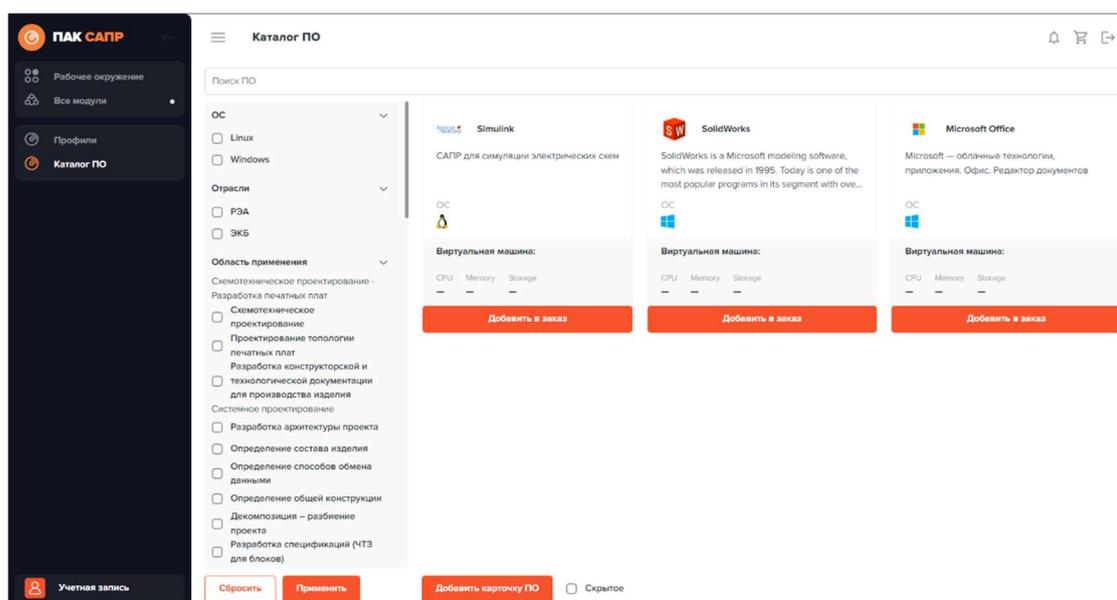 ПАК САПР
Рабочее окружение
Все модули
Профили
Каталог ПО
Учетная запись
Каталог ПО
Поиск ПО
ОС
Linux
Windows
Отрасли
РЭА
ЭКБ
Область применения
Схемотехническое проектирование -
Разработка печатных плат
Схемотехническое
проектирование
Проектирование топологии
печатных плат
Разработка конструкторской и
технологической документации
для производства изделия
Системное проектирование
Разработка архитектуры проекта
Определение состава изделия
Определение способов обмена
данными
Определение общей конструкции
Декомпозиция – разбиение
проекта
Разработка спецификаций (ЧТЗ
для блоков)
Сбросить
Применить
Simulink
САПР для симуляции электрических схем
ОС
Виртуальная машина:
CPU Memory Storage
— — —
Добавить в заказ
SW
SolidWorks
SolidWorks is a Microsoft modeling software,
which was released in 1995. Today is one of the
most popular programs in its segment with ove...
ОС
Виртуальная машина:
CPU Memory Storage
— — —
Добавить в заказ
Microsoft Office
Microsoft — облачные технологии,
приложения. Офис. Редактор документов
ОС
Виртуальная машина:
CPU Memory Storage
— — —
Добавить в заказ
Добавить карточку ПО
Скрытое